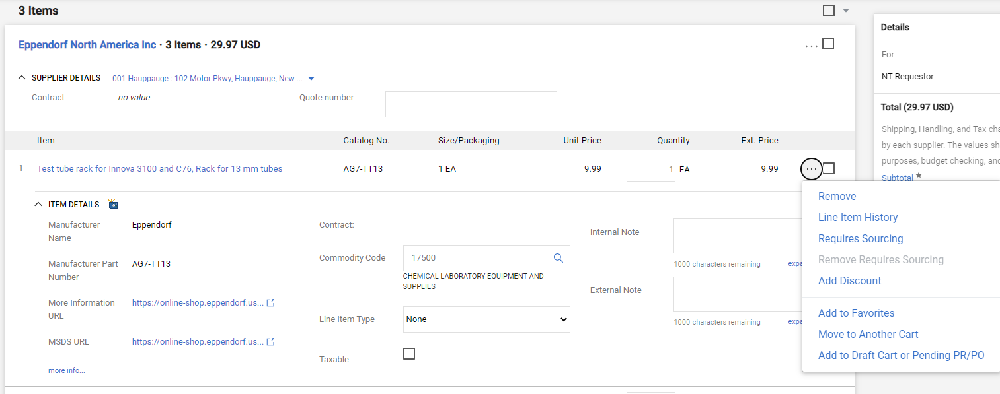 3 Items
Eppendorf North America Inc · 3 Items · 29.97 USD
...
SUPPLIER DETAILS 001-Hauppauge : 102 Motor Pkwy, Hauppauge, New ...
Contract no value Quote number
Item Catalog No. Size/Packaging Unit Price Quantity Ext. Price
1 Test tube rack for Innova 3100 and C76, Rack for 13 mm tubes AG7-TT13 1 EA 9.99 1 EA 9.99 ...
ITEM DETAILS
Manufacturer
Name
Eppendorf
Manufacturer Part
Number
AG7-TT13
More Information
URL
https://online-shop.eppendorf.us...
MSDS URL https://online-shop.eppendorf.us...
more info...
Contract:
Commodity Code 17500
CHEMICAL LABORATORY EQUIPMENT AND
SUPPLIES
Line Item Type None
Taxable
Internal Note
1000 characters remaining expa
External Note
1000 characters remaining expa
Remove
Line Item History
Requires Sourcing
Remove Requires Sourcing
Add Discount
Add to Favorites
Move to Another Cart
Add to Draft Cart or Pending PR/PO
Details
For
NT Requestor
Total (29.97 USD)
Shipping, Handling, and Tax cha
by each supplier. The values sh
purposes, budget checking, and
Subtotal *